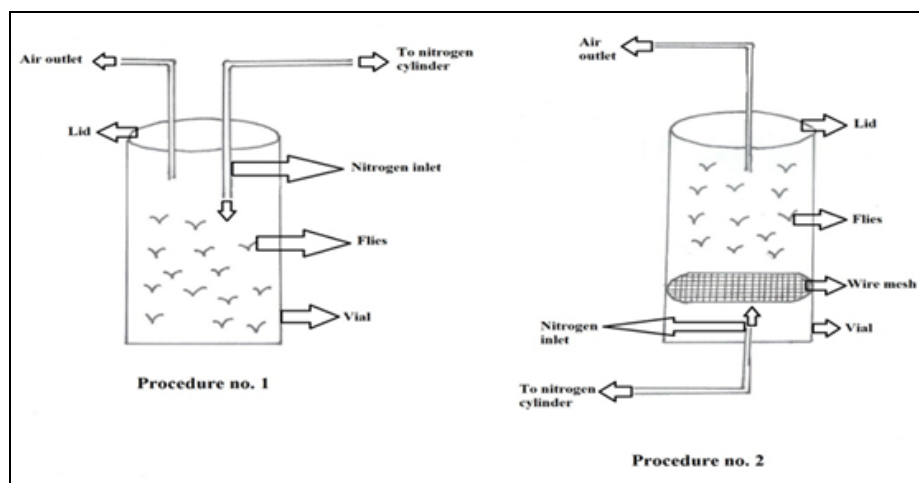 Air outlet
To nitrogen
cylinder
Lid
Nitrogen inlet
Flies
Vial
Procedure no. 1
Air
outlet
Lid
Flies
Wire mesh
Nitrogen
inlet
Vial
To nitrogen
cylinder
Procedure no. 2